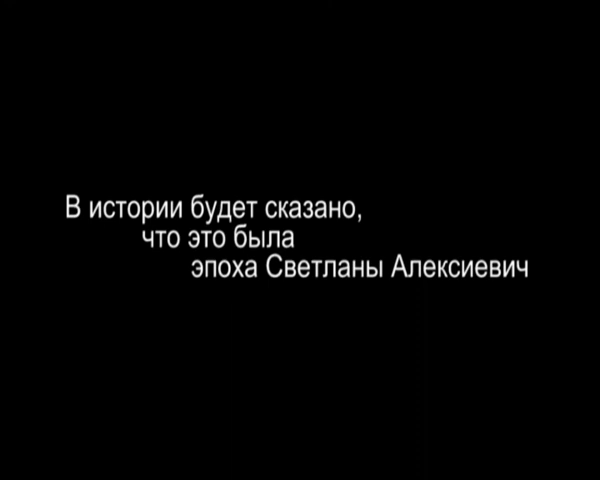 В истории будет сказано,
что это была
эпоха Светланы Алексиевич